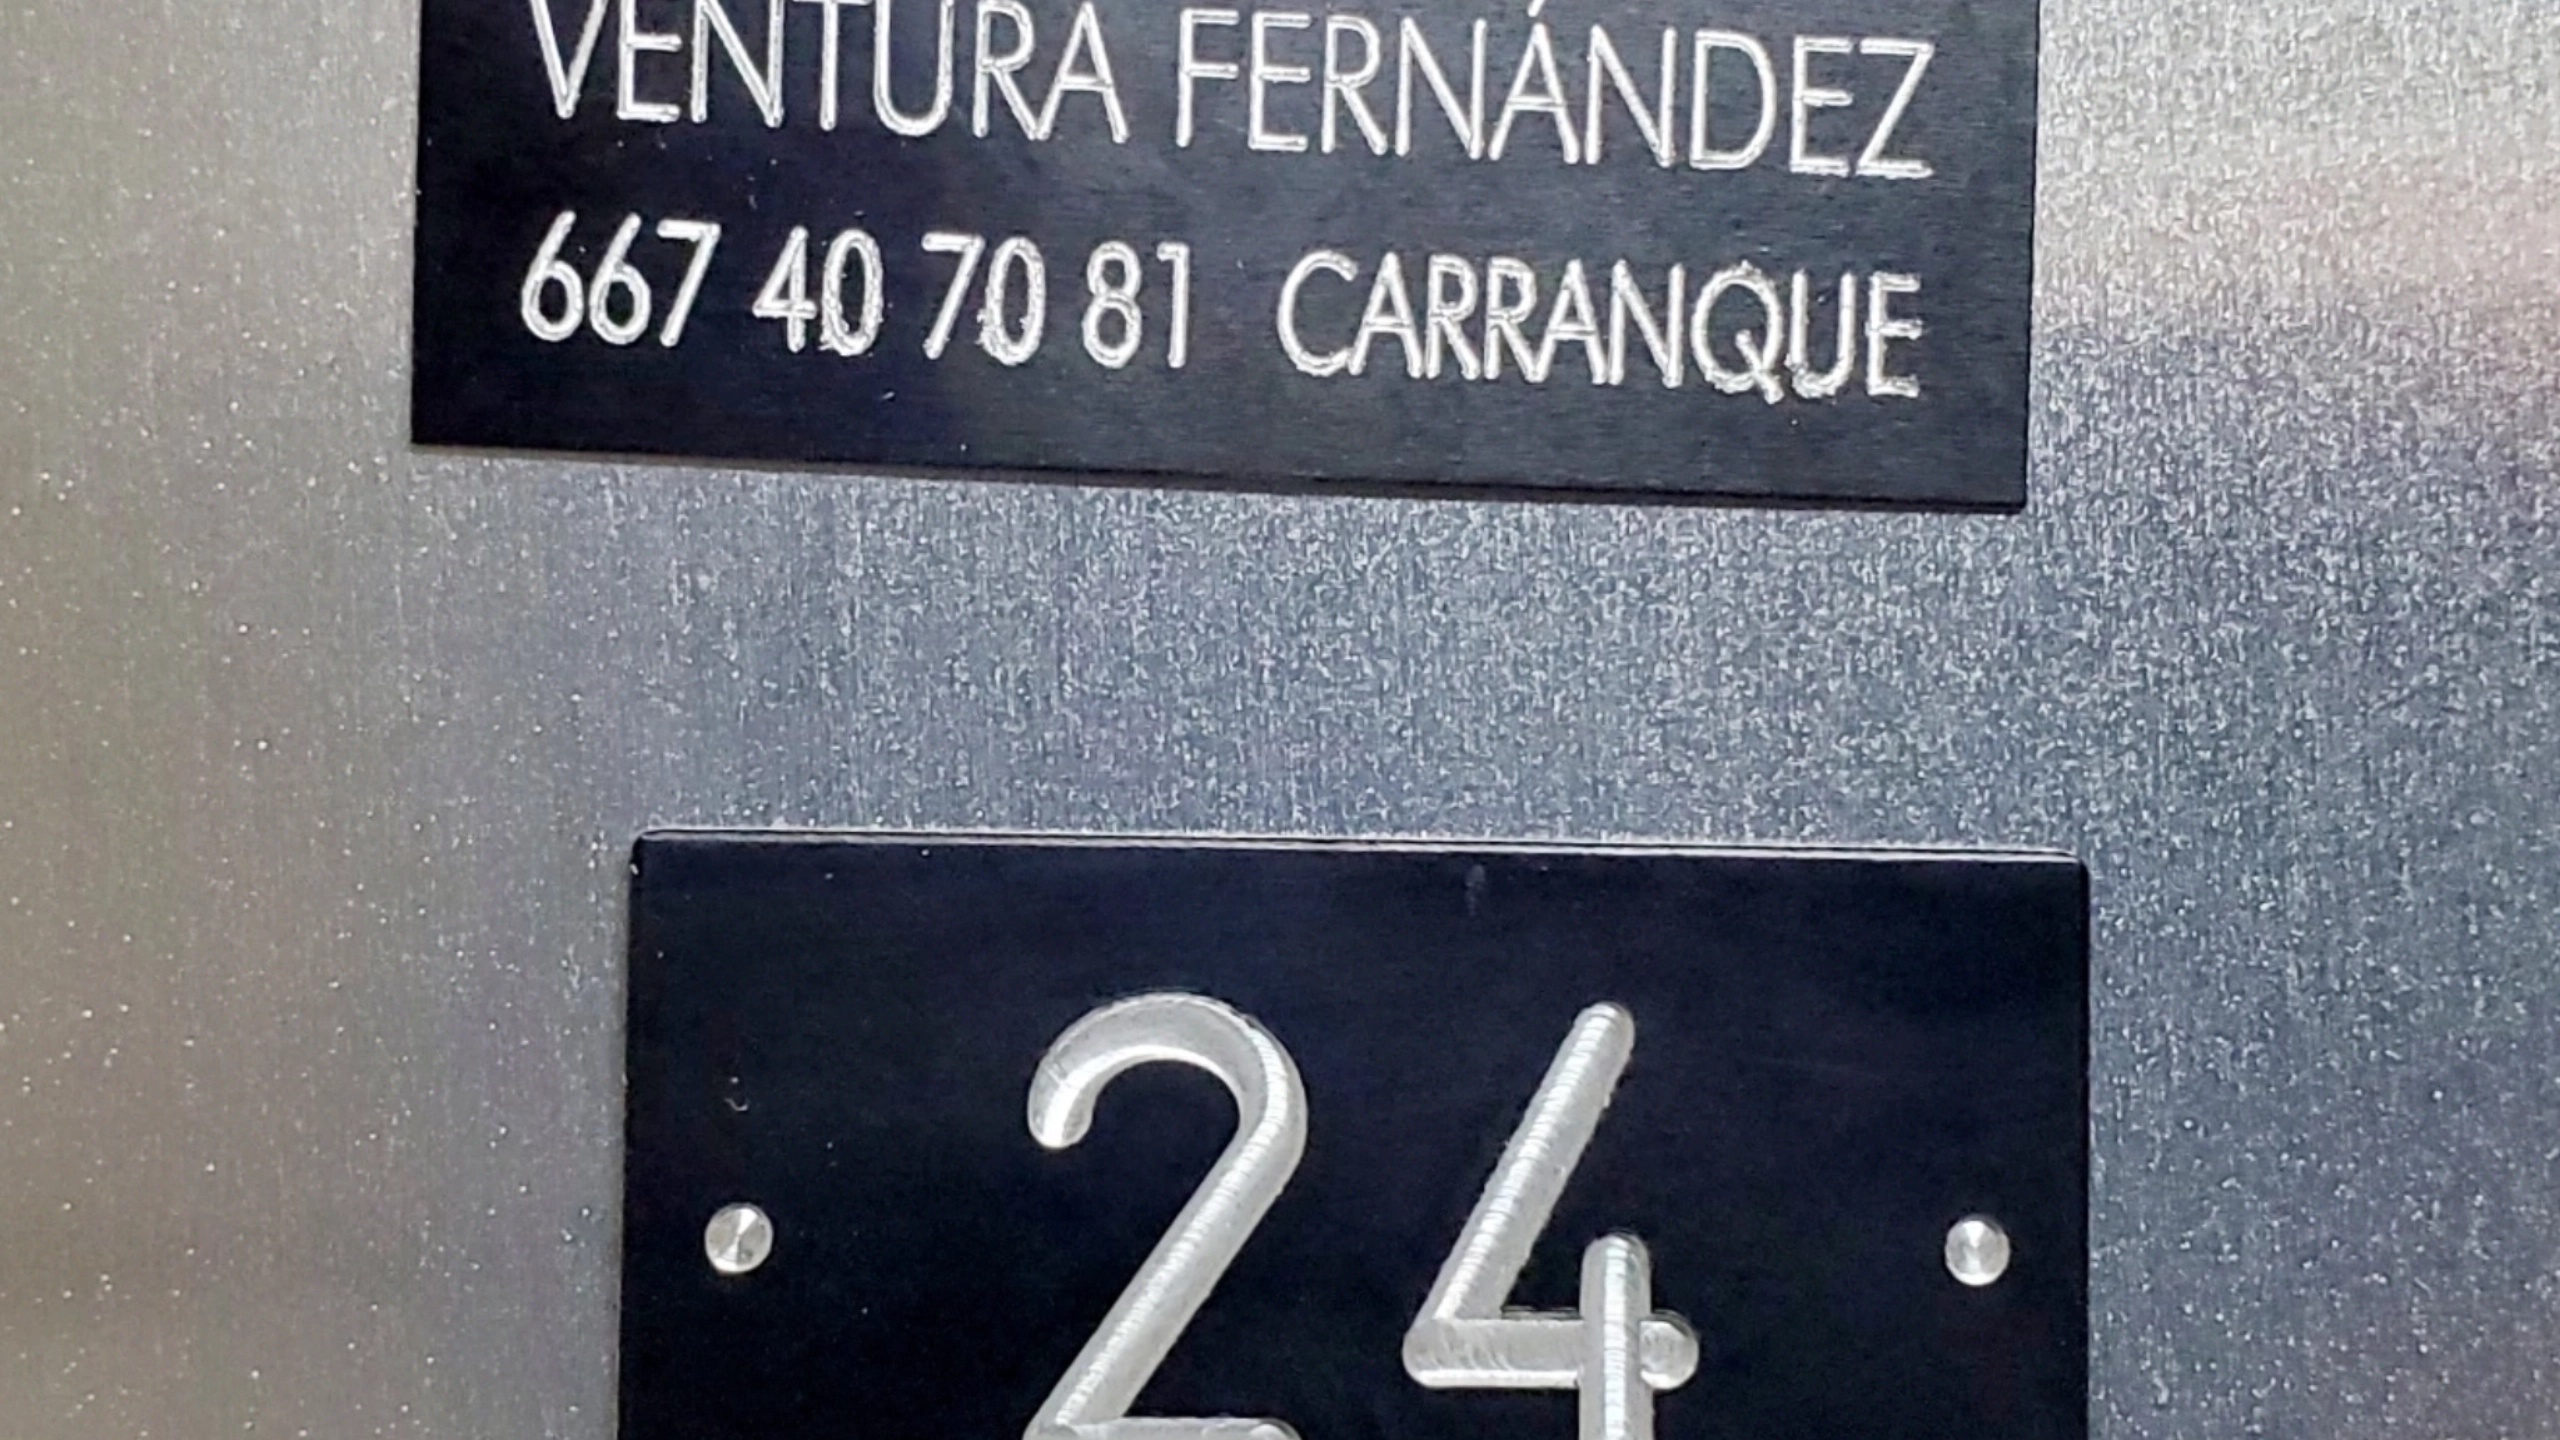 VENTURA FERNÁNDEZ
667 40 70 81 CARRANQUE
24